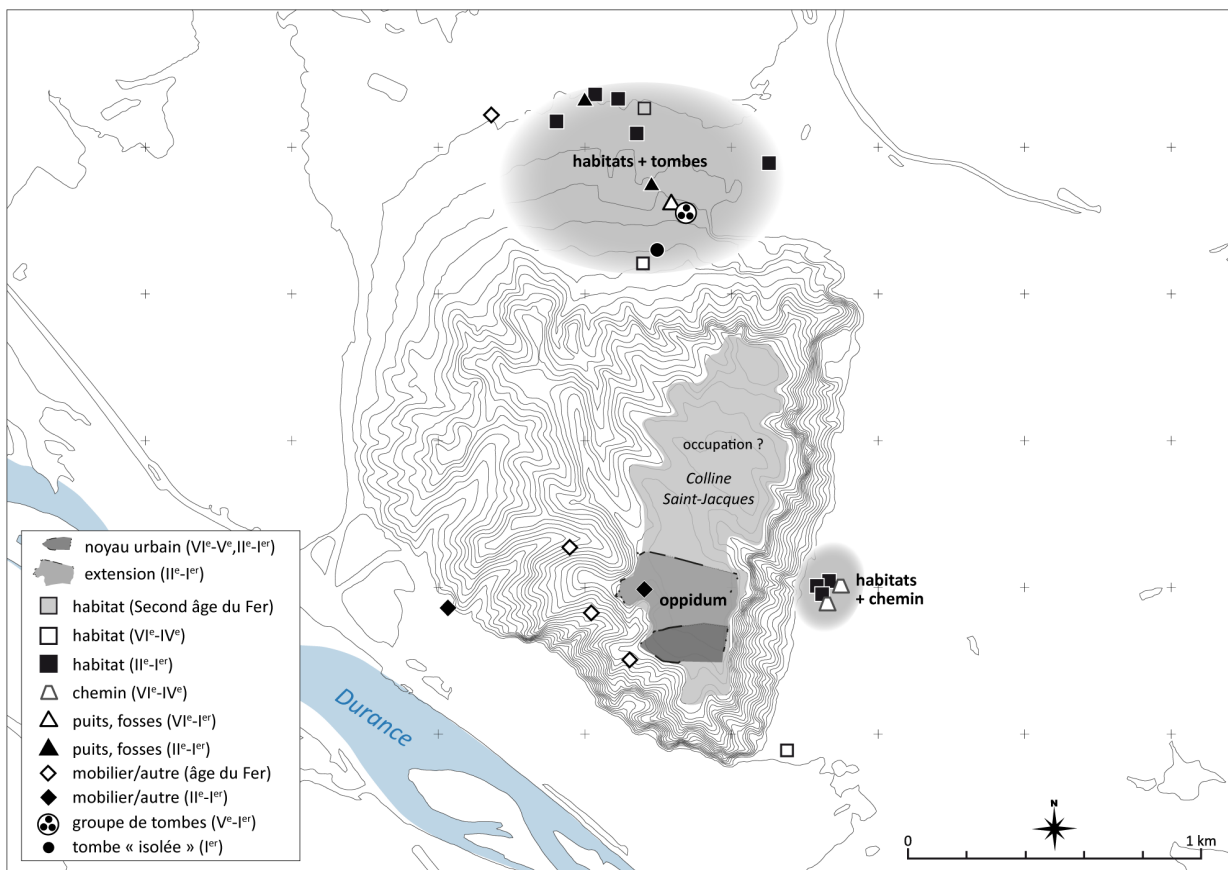 habitats + tombes
occupation ?
Colline
Saint-Jacques
oppidum
habitats
+ chemin
Durance
noyau urbain (VIᵉ-Vᵉ,IIᵉ-Iᵉʳ)
extension (IIᵉ-Iᵉʳ)
habitat (Second âge du Fer)
habitat (VIᵉ-IVᵉ)
habitat (IIᵉ-Iᵉʳ)
chemin (VIᵉ-IVᵉ)
puits, fosses (VIᵉ-Iᵉʳ)
puits, fosses (IIᵉ-Iᵉʳ)
mobilier/autre (âge du Fer)
mobilier/autre (IIᵉ-Iᵉʳ)
groupe de tombes (Vᵉ-Iᵉʳ)
tombe « isolée » (Iᵉʳ)
N
0 1 km